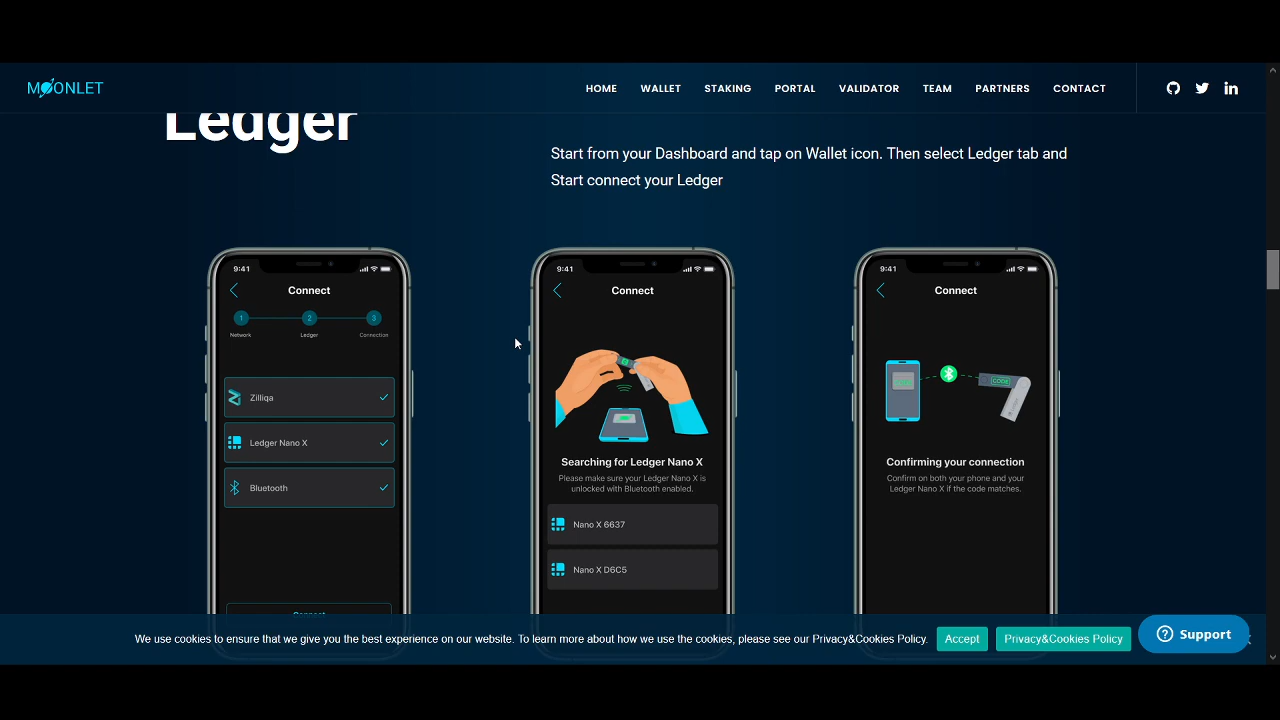 MOONLET
HOME WALLET STAKING PORTAL VALIDATOR TEAM PARTNERS CONTACT
Ledger
Start from your Dashboard and tap on Wallet icon. Then select Ledger tab and
Start connect your Ledger
9:41
Connect
1 2 3
Network Ledger Connection
Zilliqa
Ledger Nano X
Bluetooth
Connect
9:41
Connect
Searching for Ledger Nano X
Please make sure your Ledger Nano X is
unlocked with Bluetooth enabled.
Nano X 6637
Nano X D6C5
9:41
Connect
CODE
Confirming your connection
Confirm on both your phone and your
Ledger Nano X if the code matches.
We use cookies to ensure that we give you the best experience on our website. To learn more about how we use the cookies, please see our Privacy&Cookies Policy.
Accept
Privacy&Cookies Policy
Support